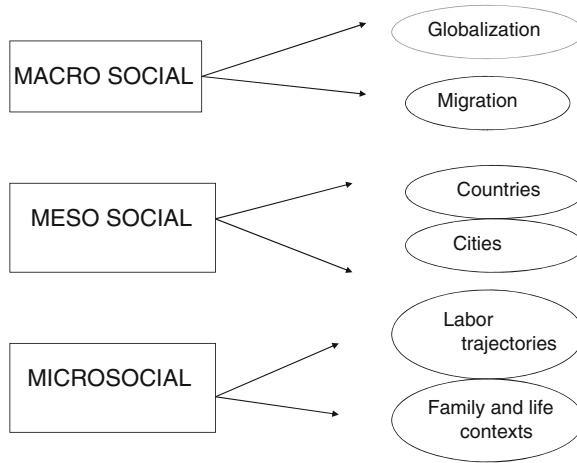 Globalization
MACRO SOCIAL
Migration
Countries
MESO SOCIAL
Cities
Labor
trajectories
MICROSOCIAL
Family and life
contexts